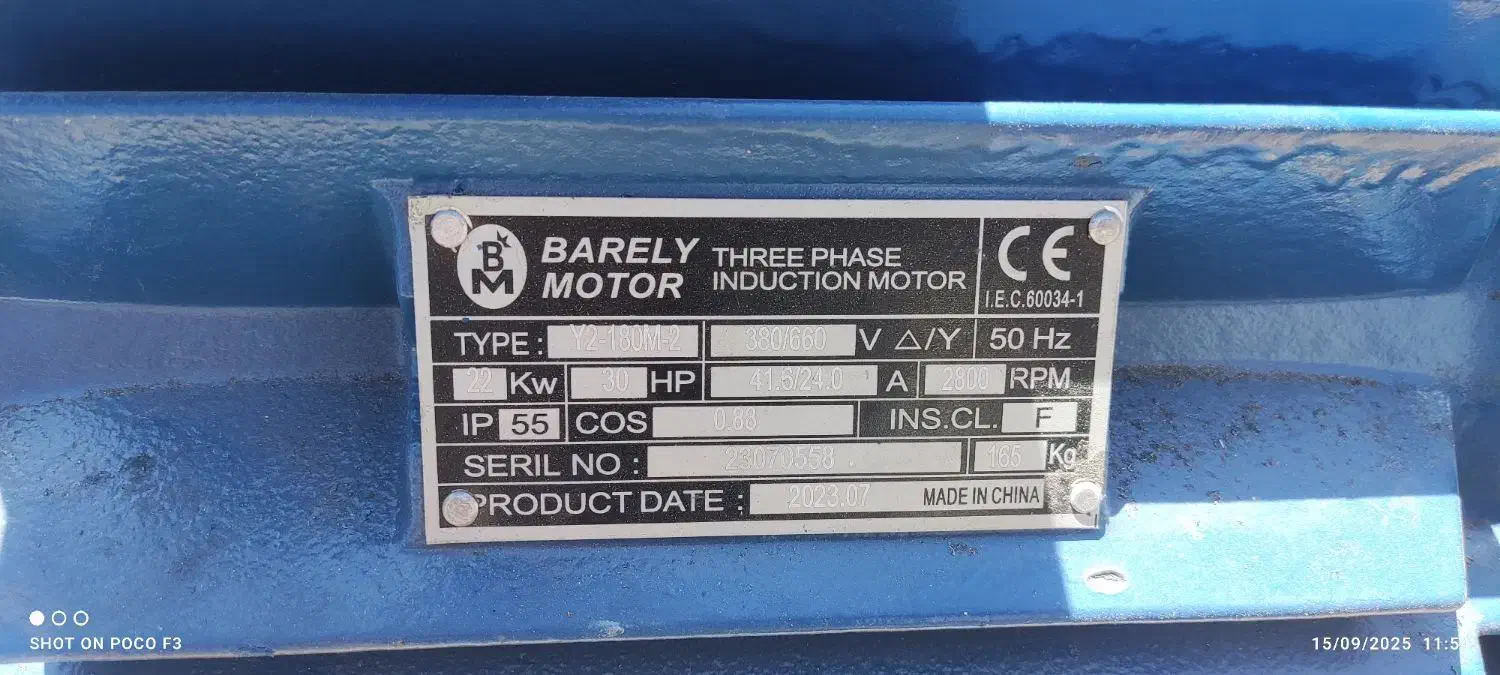 BM BARELY MOTOR THREE PHASE INDUCTION MOTOR CE
I.E.C.60034-1
TYPE: Y2-180M-2 380/660 V △/Y 50 Hz
22 Kw 30 HP 41.6/24.0 A 2800 RPM
IP 55 COS 0.88 INS.CL. F
SERIL NO: 23070558 165 Kg
PRODUCT DATE: 2023.07 MADE IN CHINA
SHOT ON POCO F3
15/09/2025 11:5